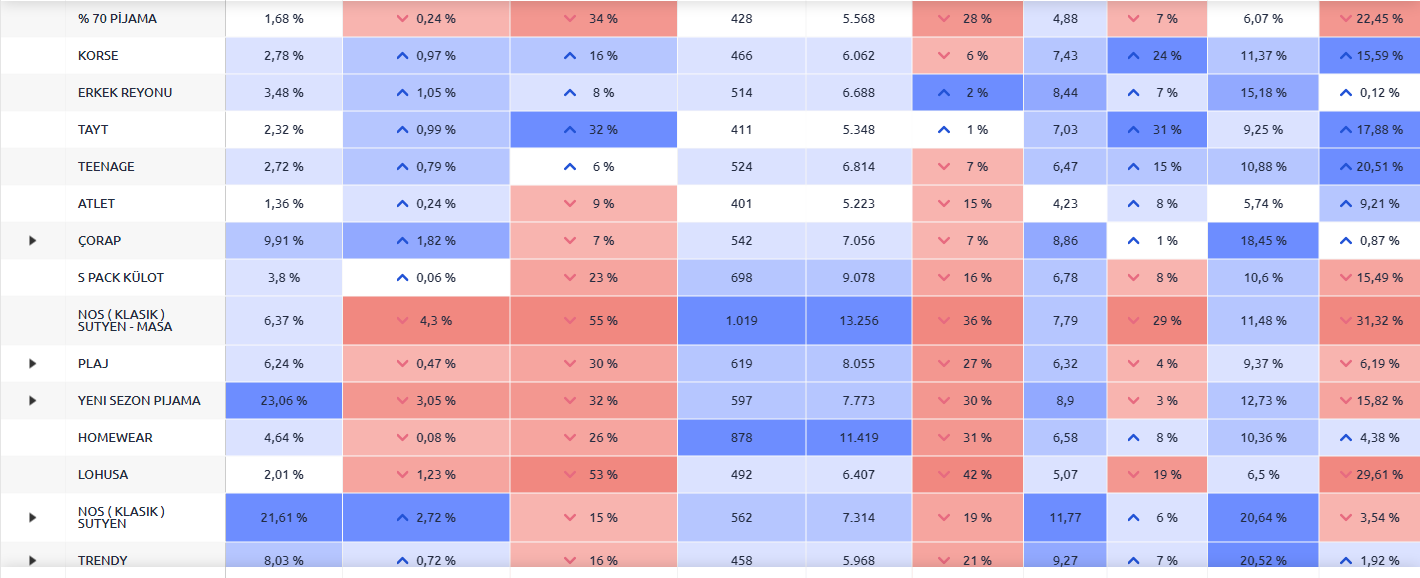 % 70 PİJAMA 1,68 % 0,24 % 34 % 428 5.568 28 % 4,88 7 % 6,07 % 22,45 %
KORSE 2,78 % 0,97 % 16 % 466 6.062 6 % 7,43 24 % 11,37 % 15,59 %
ERKEK REYONU 3,48 % 1,05 % 8 % 514 6.688 2 % 8,44 7 % 15,18 % 0,12 %
TAYT 2,32 % 0,99 % 32 % 411 5.348 1 % 7,03 31 % 9,25 % 17,88 %
TEENAGE 2,72 % 0,79 % 6 % 524 6.814 7 % 6,47 15 % 10,88 % 20,51 %
ATLET 1,36 % 0,24 % 9 % 401 5.223 15 % 4,23 8 % 5,74 % 9,21 %
ÇORAP 9,91 % 1,82 % 7 % 542 7.056 7 % 8,86 1 % 18,45 % 0,87 %
S PACK KÜLOT 3,8 % 0,06 % 23 % 698 9.078 16 % 6,78 8 % 10,6 % 15,49 %
NOS ( KLASIK )
SUTYEN - MASA 6,37 % 4,3 % 55 % 1.019 13.256 36 % 7,79 29 % 11,48 % 31,32 %
PLAJ 6,24 % 0,47 % 30 % 619 8.055 27 % 6,32 4 % 9,37 % 6,19 %
YENI SEZON PIJAMA 23,06 % 3,05 % 32 % 597 7.773 30 % 8,9 3 % 12,73 % 15,82 %
HOMEWEAR 4,64 % 0,08 % 26 % 878 11.419 31 % 6,58 8 % 10,36 % 4,38 %
LOHUSA 2,01 % 1,23 % 53 % 492 6.407 42 % 5,07 19 % 6,5 % 29,61 %
NOS ( KLASIK )
SUTYEN 21,61 % 2,72 % 15 % 562 7.314 19 % 11,77 6 % 20,64 % 3,54 %
TRENDY 8,03 % 0,72 % 16 % 458 5.968 21 % 9,27 7 % 20,52 % 1,92 %